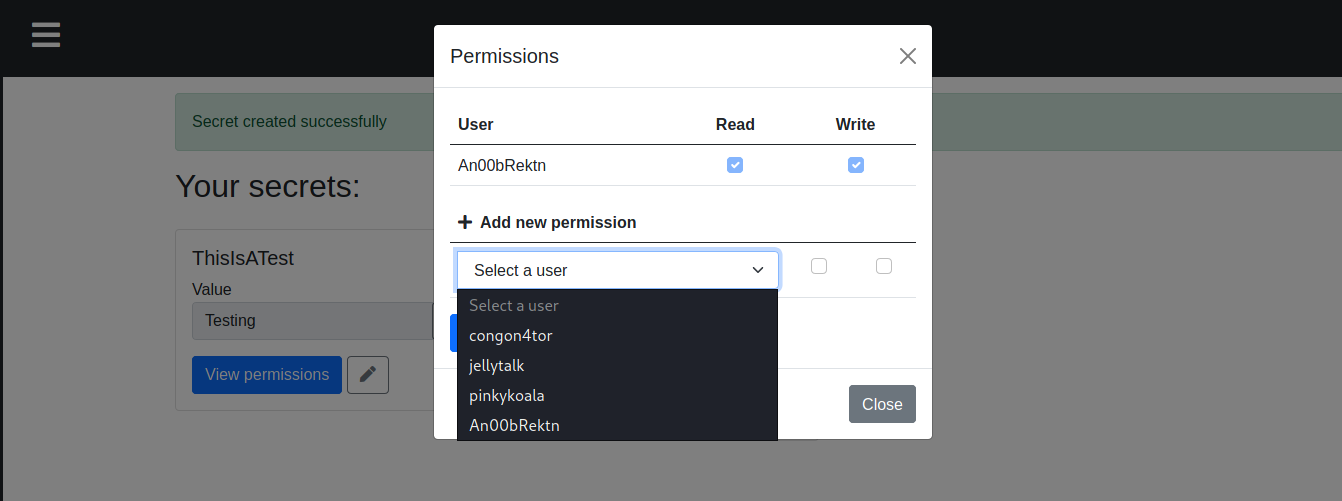 Permissions
Secret created successfully
User Read Write
An00bRektn
Your secrets:
Add new permission
ThisIsATest
Select a user
Value
Select a user
Testing
congon4tor
jellytalk
View permissions
pinkykoala
Close
An00bRektn